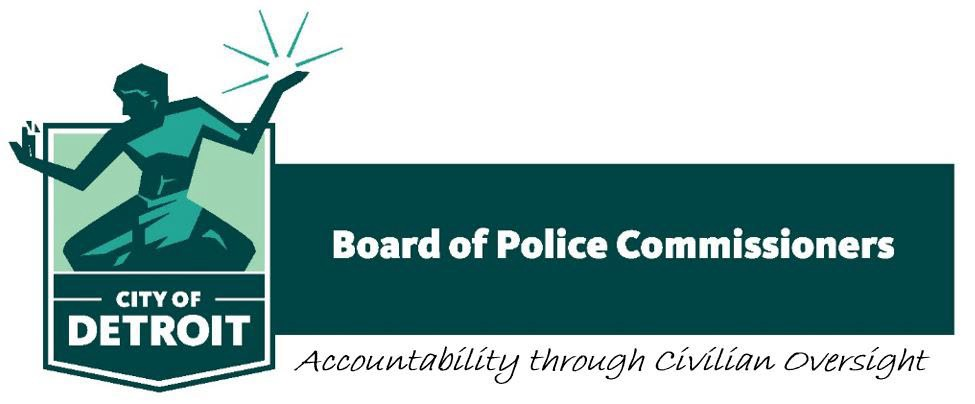 Board of Police Commissioners
CITY OF
DETROIT
Accountability through Civilian Oversight